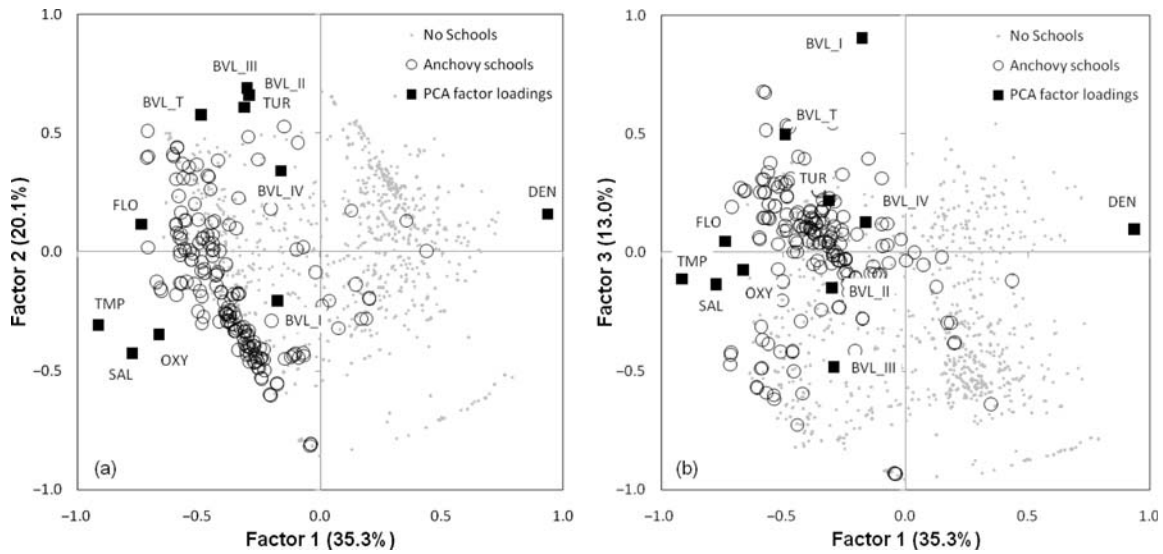 1.0
0.5
0.0
−0.5
−1.0
Factor 2 (20.1%)
No Schools
Anchovy schools
PCA factor loadings
BVL_III
BVL_II
BVL_T
TUR
BVL_IV
DEN
FLO
TMP
BVL_I
OXY
SAL
(a)
−1.0
−0.5
0.0
0.5
1.0
Factor 1 (35.3%)
1.0
0.5
0.0
−0.5
−1.0
Factor 3 (13.0%)
No Schools
Anchovy schools
PCA factor loadings
BVL_I
BVL_T
TUR
BVL_IV
DEN
FLO
TMP
SAL
OXY
BVL_II
BVL_III
(b)
−1.0
−0.5
0.0
0.5
1.0
Factor 1 (35.3%)